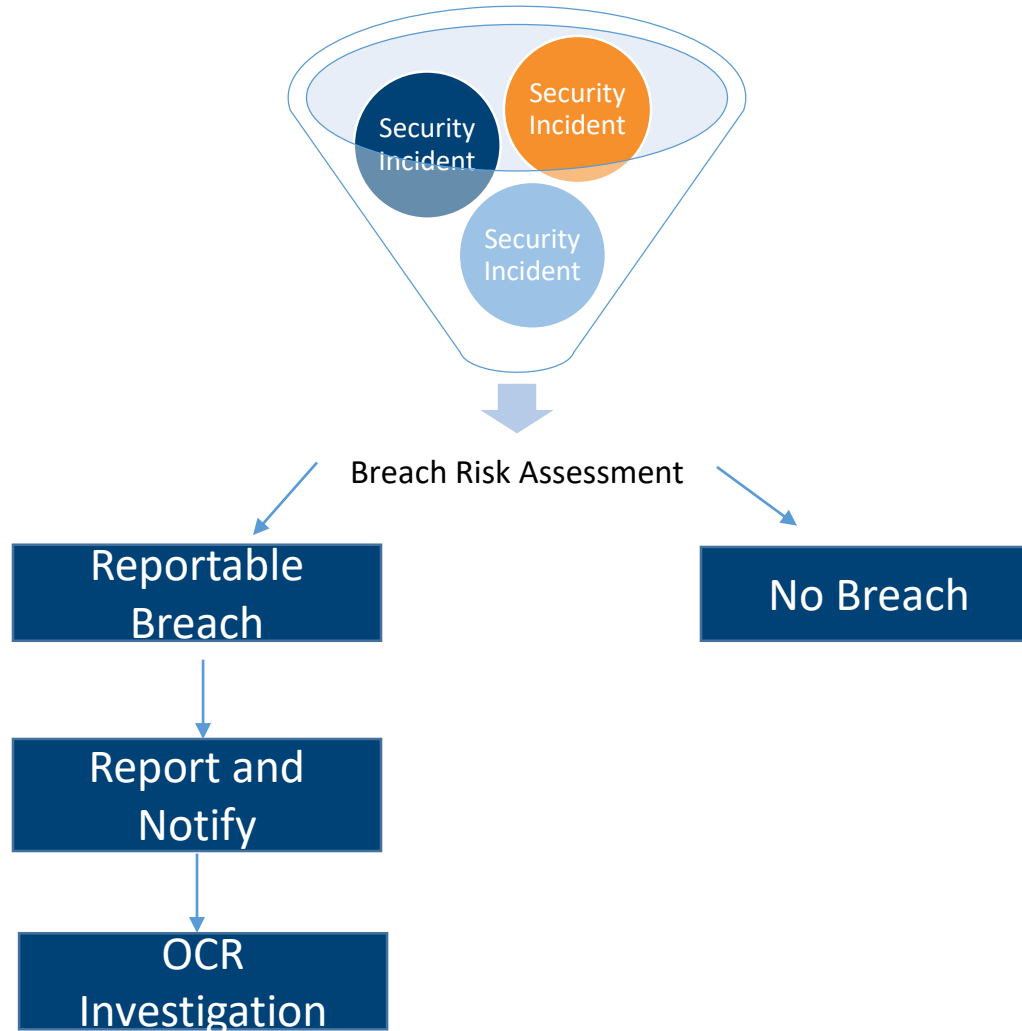 Security
Incident
Security
Incident
Security
Incident
Breach Risk Assessment
Reportable
Breach
No Breach
Report and
Notify
OCR
Investigation